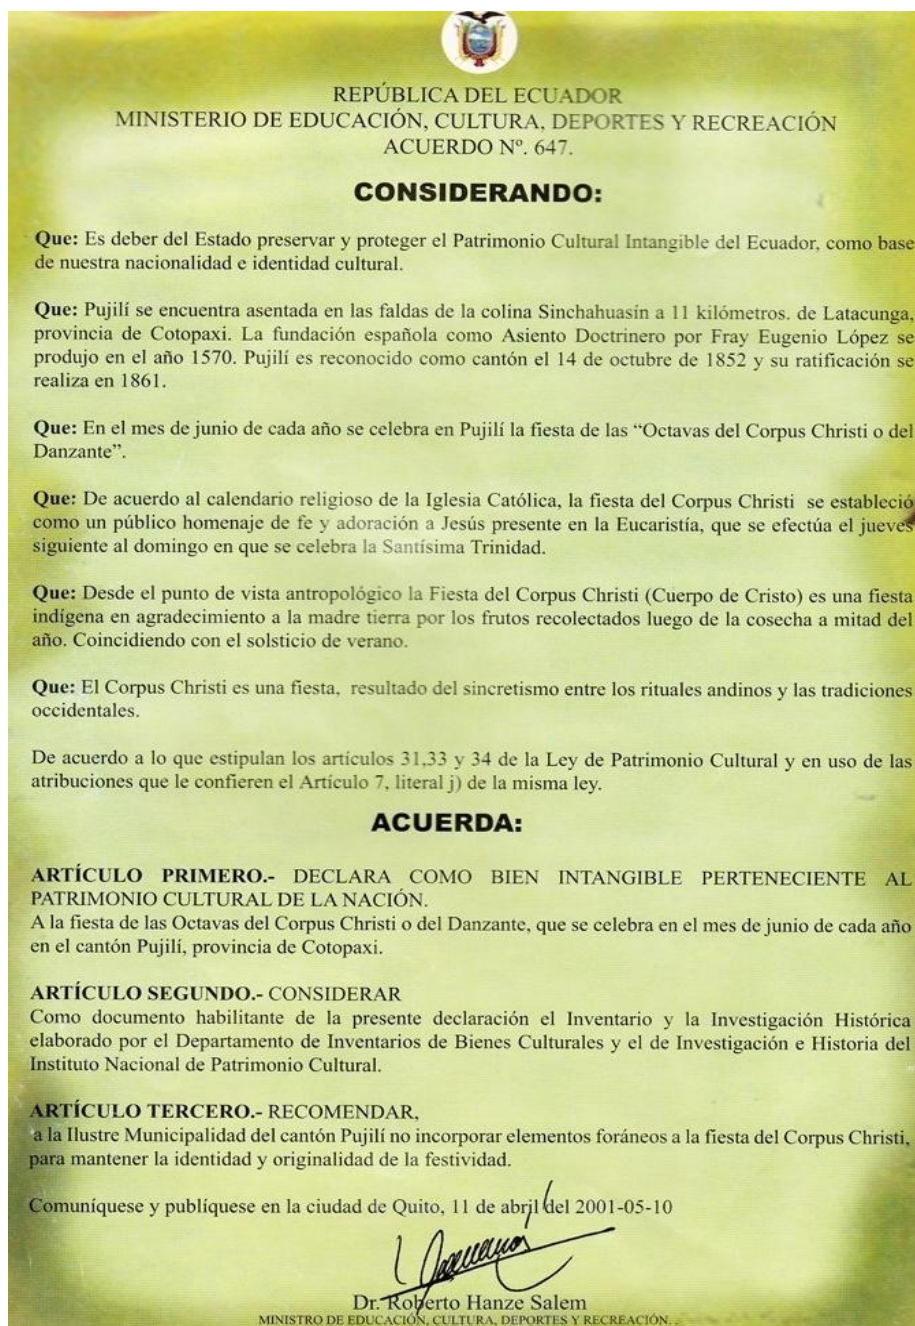 REPÚBLICA DEL ECUADOR
MINISTERIO DE EDUCACIÓN, CULTURA, DEPORTES Y RECREACIÓN
ACUERDO Nº. 647.
CONSIDERANDO:
Que: Es deber del Estado preservar y proteger el Patrimonio Cultural Intangible del Ecuador, como base
de nuestra nacionalidad e identidad cultural.
Que: Pujilí se encuentra asentada en las faldas de la colina Sinchahuasín a 11 kilómetros. de Latacunga,
provincia de Cotopaxi. La fundación española como Asiento Doctrinero por Fray Eugenio López se
produjo en el año 1570. Pujilí es reconocido como cantón el 14 de octubre de 1852 y su ratificación se
realiza en 1861.
Que: En el mes de junio de cada año se celebra en Pujilí la fiesta de las “Octavas del Corpus Christi o del
Danzante”.
Que: De acuerdo al calendario religioso de la Iglesia Católica, la fiesta del Corpus Christi se estableció
como un público homenaje de fe y adoración a Jesús presente en la Eucaristía, que se efectúa el jueves
siguiente al domingo en que se celebra la Santísima Trinidad.
Que: Desde el punto de vista antropológico la Fiesta del Corpus Christi (Cuerpo de Cristo) es una fiesta
indígena en agradecimiento a la madre tierra por los frutos recolectados luego de la cosecha a mitad del
año. Coincidiendo con el solsticio de verano.
Que: El Corpus Christi es una fiesta, resultado del sincretismo entre los rituales andinos y las tradiciones
occidentales.
De acuerdo a lo que estipulan los artículos 31,33 y 34 de la Ley de Patrimonio Cultural y en uso de las
atribuciones que le confieren el Artículo 7, literal j) de la misma ley.
ACUERDA:
ARTÍCULO PRIMERO.- DECLARA COMO BIEN INTANGIBLE PERTENECIENTE AL
PATRIMONIO CULTURAL DE LA NACIÓN.
A la fiesta de las Octavas del Corpus Christi o del Danzante, que se celebra en el mes de junio de cada año
en el cantón Pujilí, provincia de Cotopaxi.
ARTÍCULO SEGUNDO.- CONSIDERAR
Como documento habilitante de la presente declaración el Inventario y la Investigación Histórica
elaborado por el Departamento de Inventarios de Bienes Culturales y el de Investigación e Historia del
Instituto Nacional de Patrimonio Cultural.
ARTÍCULO TERCERO.- RECOMENDAR,
a la Ilustre Municipalidad del cantón Pujilí no incorporar elementos foráneos a la fiesta del Corpus Christi,
para mantener la identidad y originalidad de la festividad.
Comuníquese y publíquese en la ciudad de Quito, 11 de abril del 2001-05-10
Dr. Roberto Hanze Salem
MINISTRO DE EDUCACIÓN, CULTURA, DEPORTES Y RECREACIÓN.